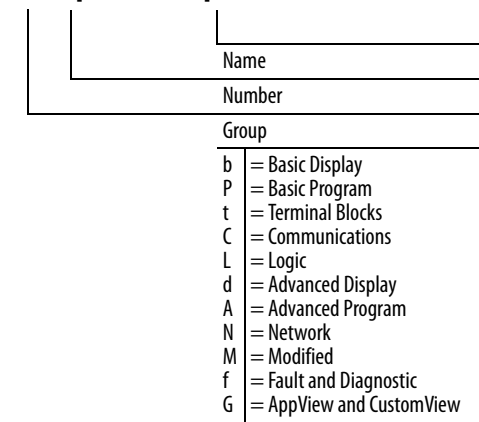 Name
Number
Group
b = Basic Display
P = Basic Program
t = Terminal Blocks
C = Communications
L = Logic
d = Advanced Display
A = Advanced Program
N = Network
M = Modified
f = Fault and Diagnostic
G = AppView and CustomView